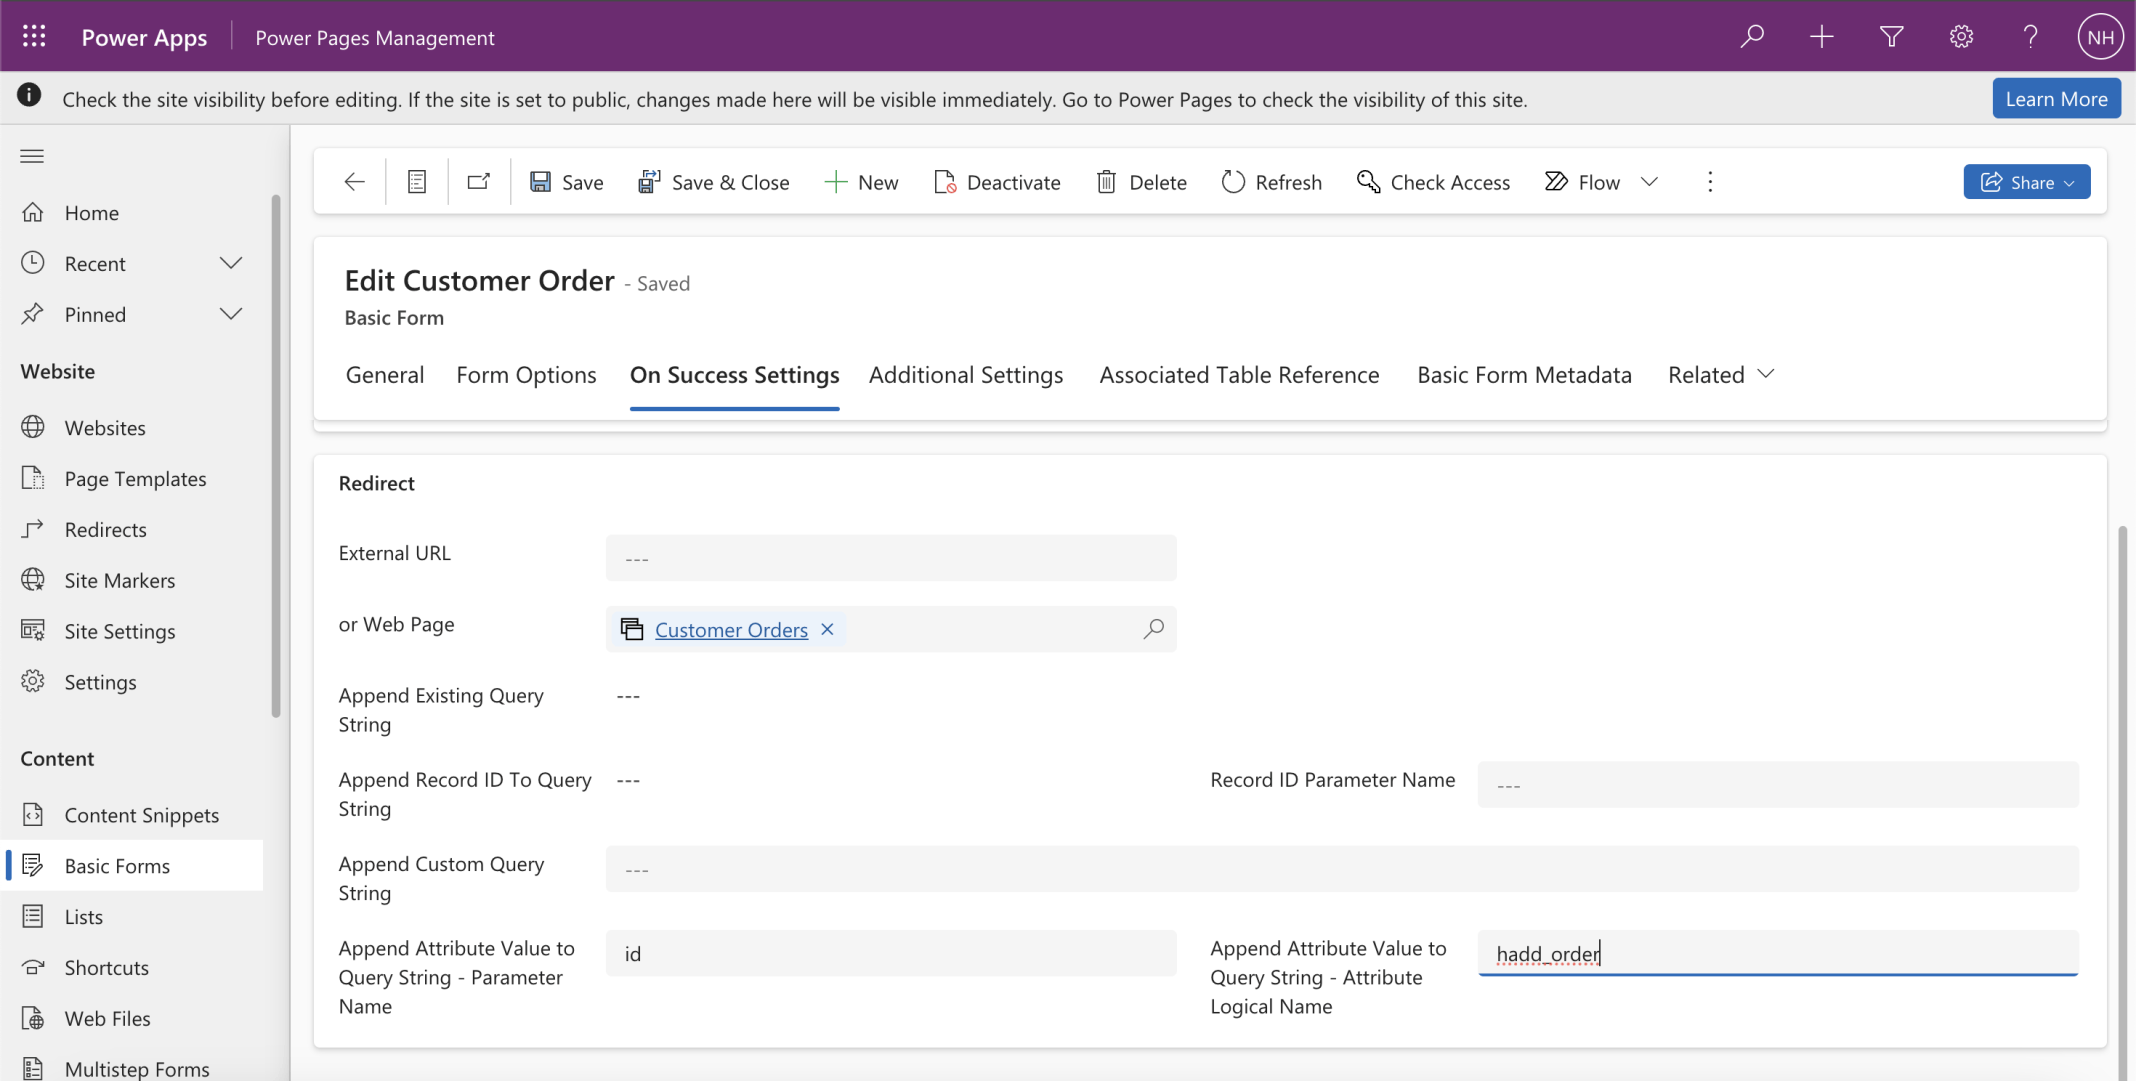 Power Apps
Power Pages Management
NH
Check the site visibility before editing. If the site is set to public, changes made here will be visible immediately. Go to Power Pages to check the visibility of this site.
Learn More
Save
Save & Close
New
Deactivate
Delete
Refresh
Check Access
Flow
Share
Home
Recent
Pinned
Website
Websites
Page Templates
Redirects
Site Markers
Site Settings
Settings
Content
Content Snippets
Basic Forms
Lists
Shortcuts
Web Files
Multistep Forms
Edit Customer Order - Saved
Basic Form
General
Form Options
On Success Settings
Additional Settings
Associated Table Reference
Basic Form Metadata
Related
Redirect
External URL
---
or Web Page
Customer Orders
Append Existing Query
String
---
Append Record ID To Query
String
---
Record ID Parameter Name
---
Append Custom Query
String
---
Append Attribute Value to
Query String - Parameter
Name
id
Append Attribute Value to
Query String - Attribute
Logical Name
hadd_order